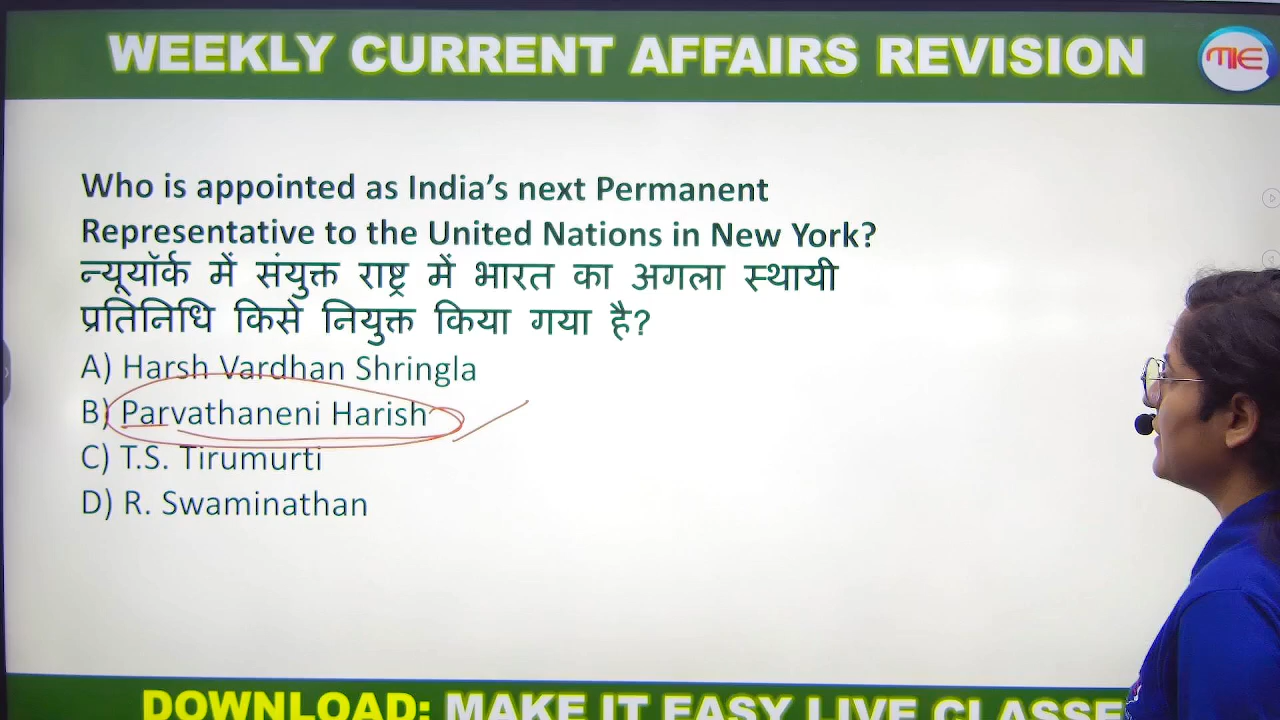 WEEKLY CURRENT AFFAIRS REVISION
MIE
Who is appointed as India's next Permanent
Representative to the United Nations in New York?
न्यूयॉर्क में संयुक्त राष्ट्र में भारत का अगला स्थायी
प्रतिनिधि किसे नियुक्त किया गया है?
A) Harsh Vardhan Shringla
B) Parvathaneni Harish
C) T.S. Tirumurti
D) R. Swaminathan
DOWNLOAD: MAKE IT EASY LIVE CLASSE